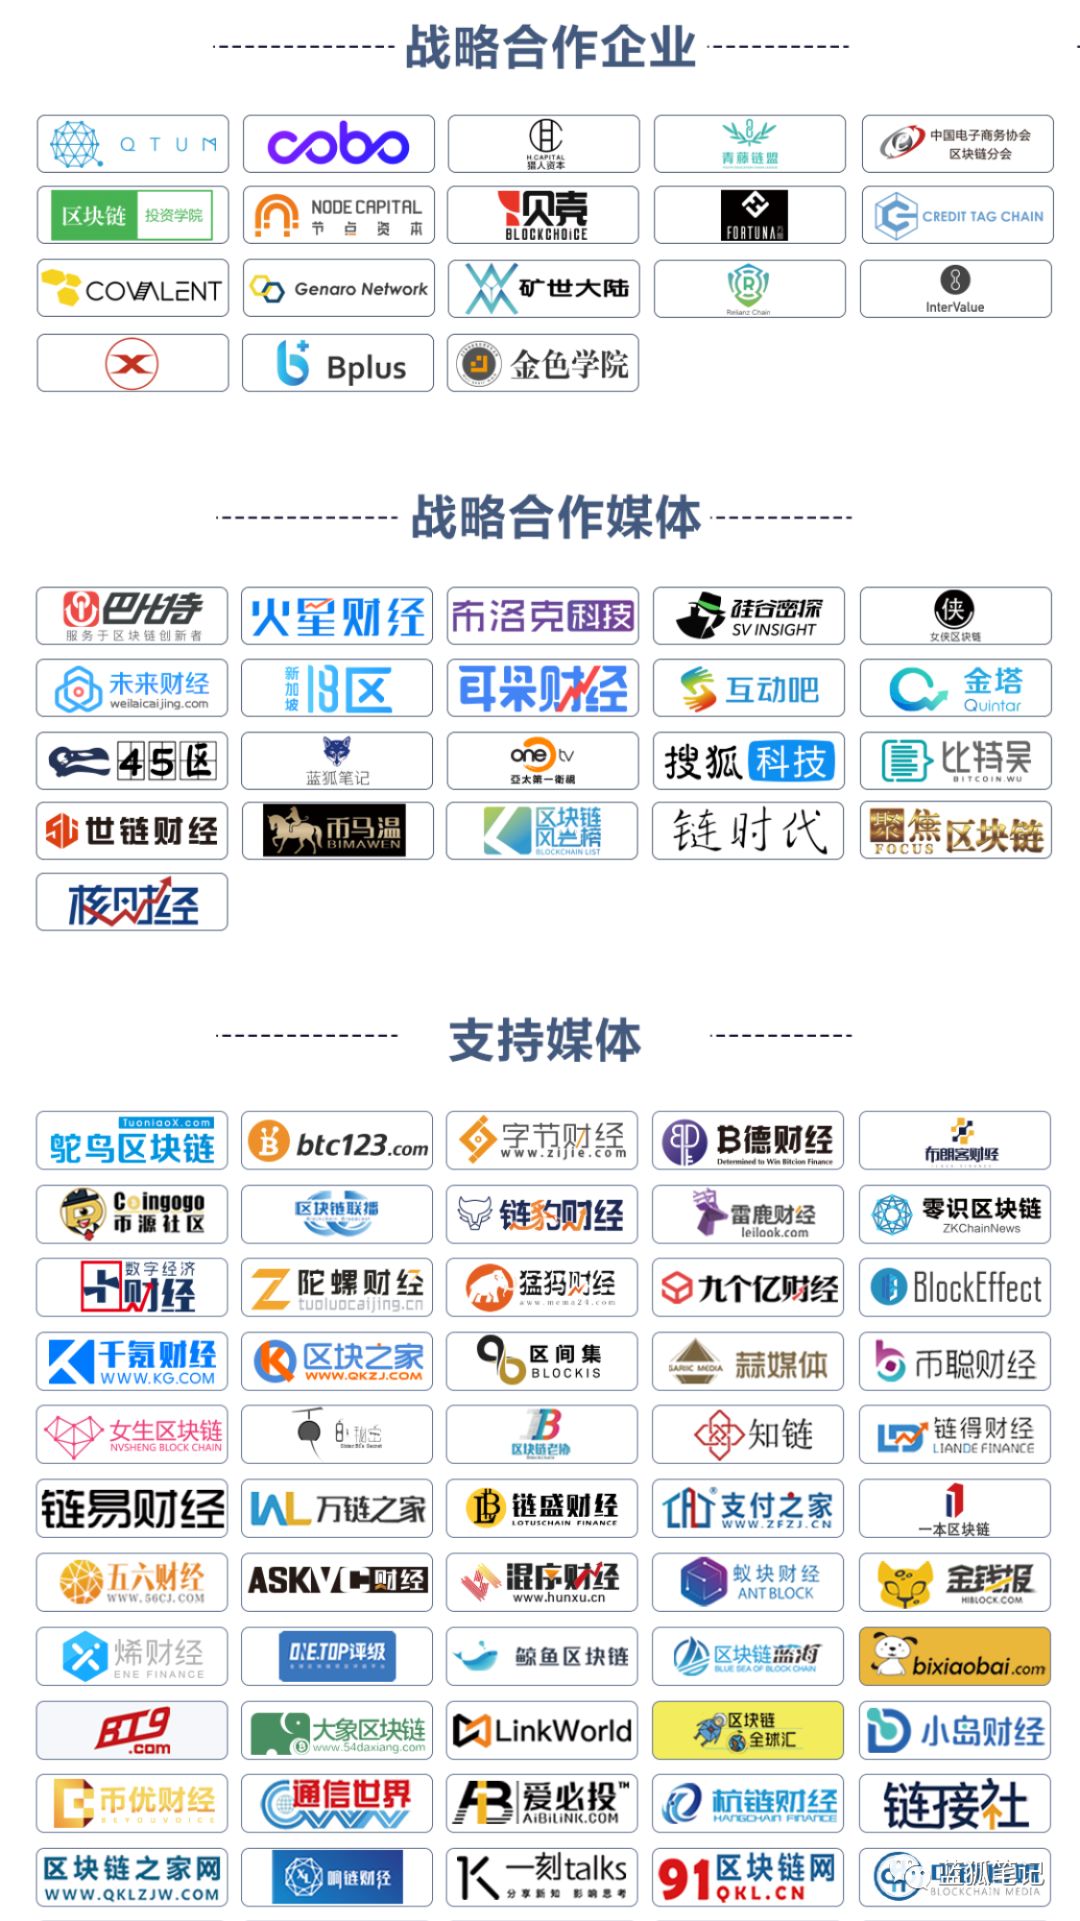 战略合作企业
QTUM
cobo
H.CAPITAL
猎人资本
青藤链盟
中国电子商务协会
区块链分会
区块链 投资学院
NODE CAPITAL
节点资本
贝壳
BLOCKCHOICE
FORTUNA
CREDIT TAG CHAIN
COVALENT
Genaro Network
矿世大陆
R
Relianz Chain
InterValue
Bplus
金色学院
战略合作媒体
巴比特
服务于区块链创新者
火星财经
布洛克科技
硅谷密探
SV INSIGHT
侠
女侠区块链
未来财经
weilaicaijing.com
新加坡
13区
耳朵财经
互动吧
金塔
Quintar
45区
蓝狐笔记
one tv
亞太第一衛視
搜狐科技
比特吴
BITCOIN.WU
世链财经
币马温
BIMAWEN
区块链
风云榜
BLOCKCHAIN LIST
链时代
聚焦
FOCUS
区块链
核财经
支持媒体
TuoniaoX.com
鸵鸟区块链
btc123.com
字节财经
www.zijie.com
B德财经
Determined to Win Bitcion Finance
布朗客财经
Coingogo
币源社区
区块链联播
链豹财经
雷鹿财经
leilook.com
零识区块链
ZKChainNews
数字经济
财经
陀螺财经
tuoluocaijing.cn
猛犸财经
www.mema24.com
九个亿财经
BlockEffect
千氪财经
WWW.KG.COM
区块之家
WWW.QKZJ.COM
区间集
BLOCKIS
GARLIC MEDIA
蒜媒体
币聪财经
女生区块链
NVSHENG BLOCK CHAIN
区块链老协
知链
链得财经
LIANDE FINANCE
链易财经
万链之家
链盛财经
LOTUSCHAIN FINANCE
支付之家
WWW.ZFZJ.CN
一本区块链
五六财经
WWW.56CJ.COM
ASKVC财经
混序财经
www.hunxu.cn
蚁块财经
ANT BLOCK
金钱报
HIBLOCK.COM
烯财经
ENE FINANCE
ONE.TOP评级
鲸鱼区块链
区块链蓝海
BLUE SEA OF BLOCK CHAIN
bixiaobai.com
BT9
.com
大象区块链
www.54daxiang.com
LinkWorld
区块链
全球汇
小岛财经
币优财经
BEYOUVOICE
通信世界
CWW
爱必投™
AiBiLiNK.COM
杭链财经
HANGCHAIN FINANCE
链接社
区块链之家网
WWW.QKLZJW.COM
链财经
一刻talks
分享新知 影响思考
91区块链网
QKL.CN
BLOCKCHAIN MEDIA
蓝狐笔记